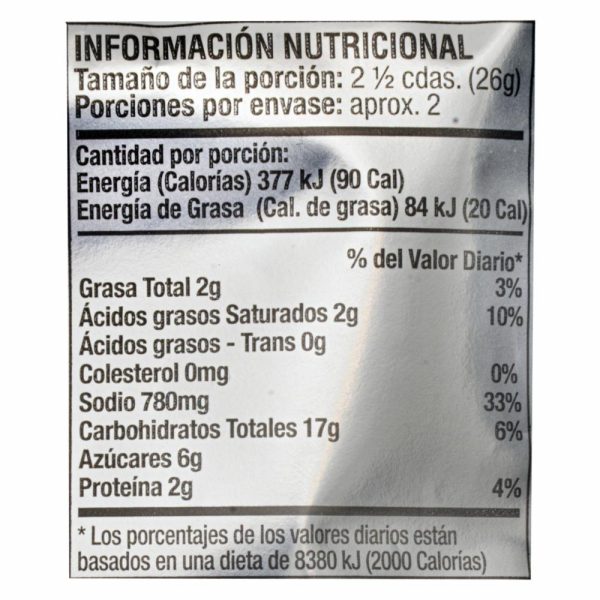 INFORMACIÓN NUTRICIONAL
Tamaño de la porción: 2 ½ cdas. (26g)
Porciones por envase: aprox. 2
Cantidad por porción:
Energía (Calorías) 377 kJ (90 Cal)
Energía de Grasa (Cal. de grasa) 84 kJ (20 Cal)
% del Valor Diario*
Grasa Total 2g 3%
Ácidos grasos Saturados 2g 10%
Ácidos grasos - Trans 0g
Colesterol 0mg 0%
Sodio 780mg 33%
Carbohidratos Totales 17g 6%
Azúcares 6g
Proteína 2g 4%
* Los porcentajes de los valores diarios están
basados en una dieta de 8380 kJ (2000 Calorías)